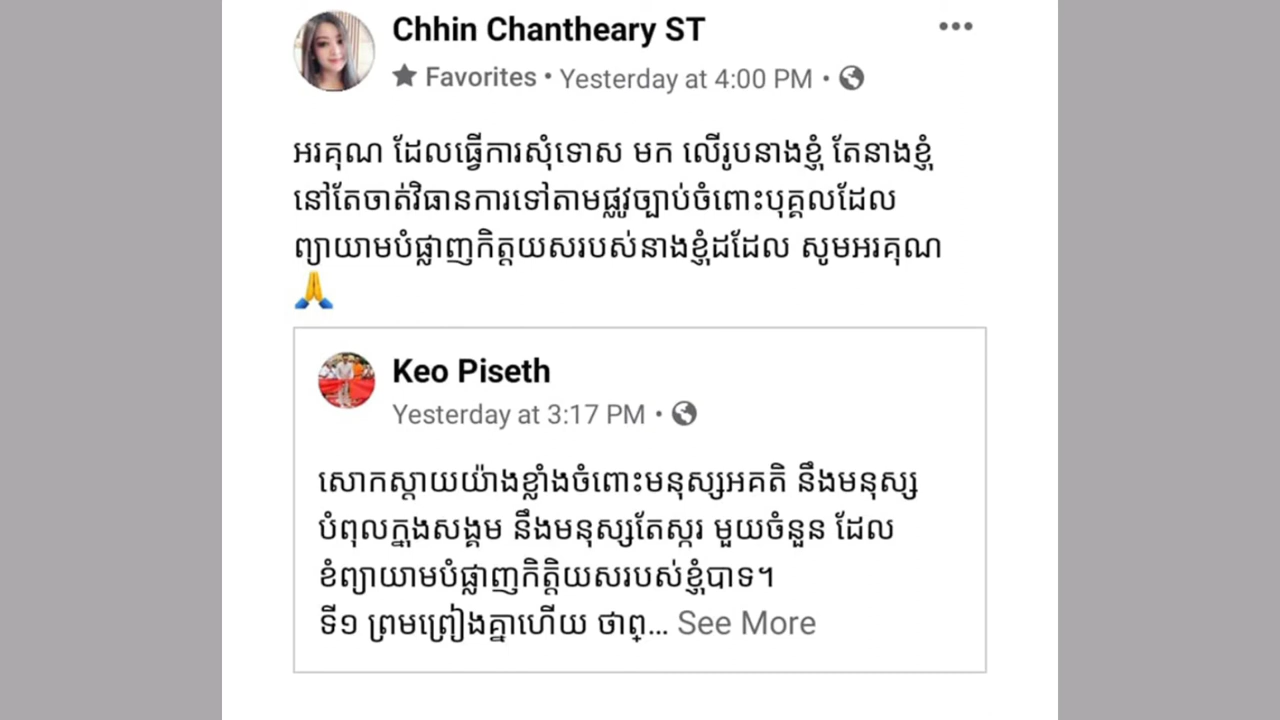 Chhin Chantheary ST
Favorites • Yesterday at 4:00 PM •
អរគុណ ដែលធ្វើការសុំទោស មក លើរូបនាងខ្ញុំ តែនាងខ្ញុំ
នៅតែចាត់វិធានការទៅតាមផ្លូវច្បាប់ចំពោះបុគ្គលដែល
ព្យាយាមបំផ្លាញកិត្តយសរបស់នាងខ្ញុំដដែល សូមអរគុណ
🙏
Keo Piseth
Yesterday at 3:17 PM •
សោកស្តាយយ៉ាងខ្លាំងចំពោះមនុស្សអគតិ នឹងមនុស្ស
បំពុលក្នុងសង្គម នឹងមនុស្សតែស្ករ មួយចំនួន ដែល
ខំព្យាយាមបំផ្លាញកិត្តិយសរបស់ខ្ញុំបាទ។
ទី១ ព្រមព្រៀងគ្នាហើយ ថាព្... See More